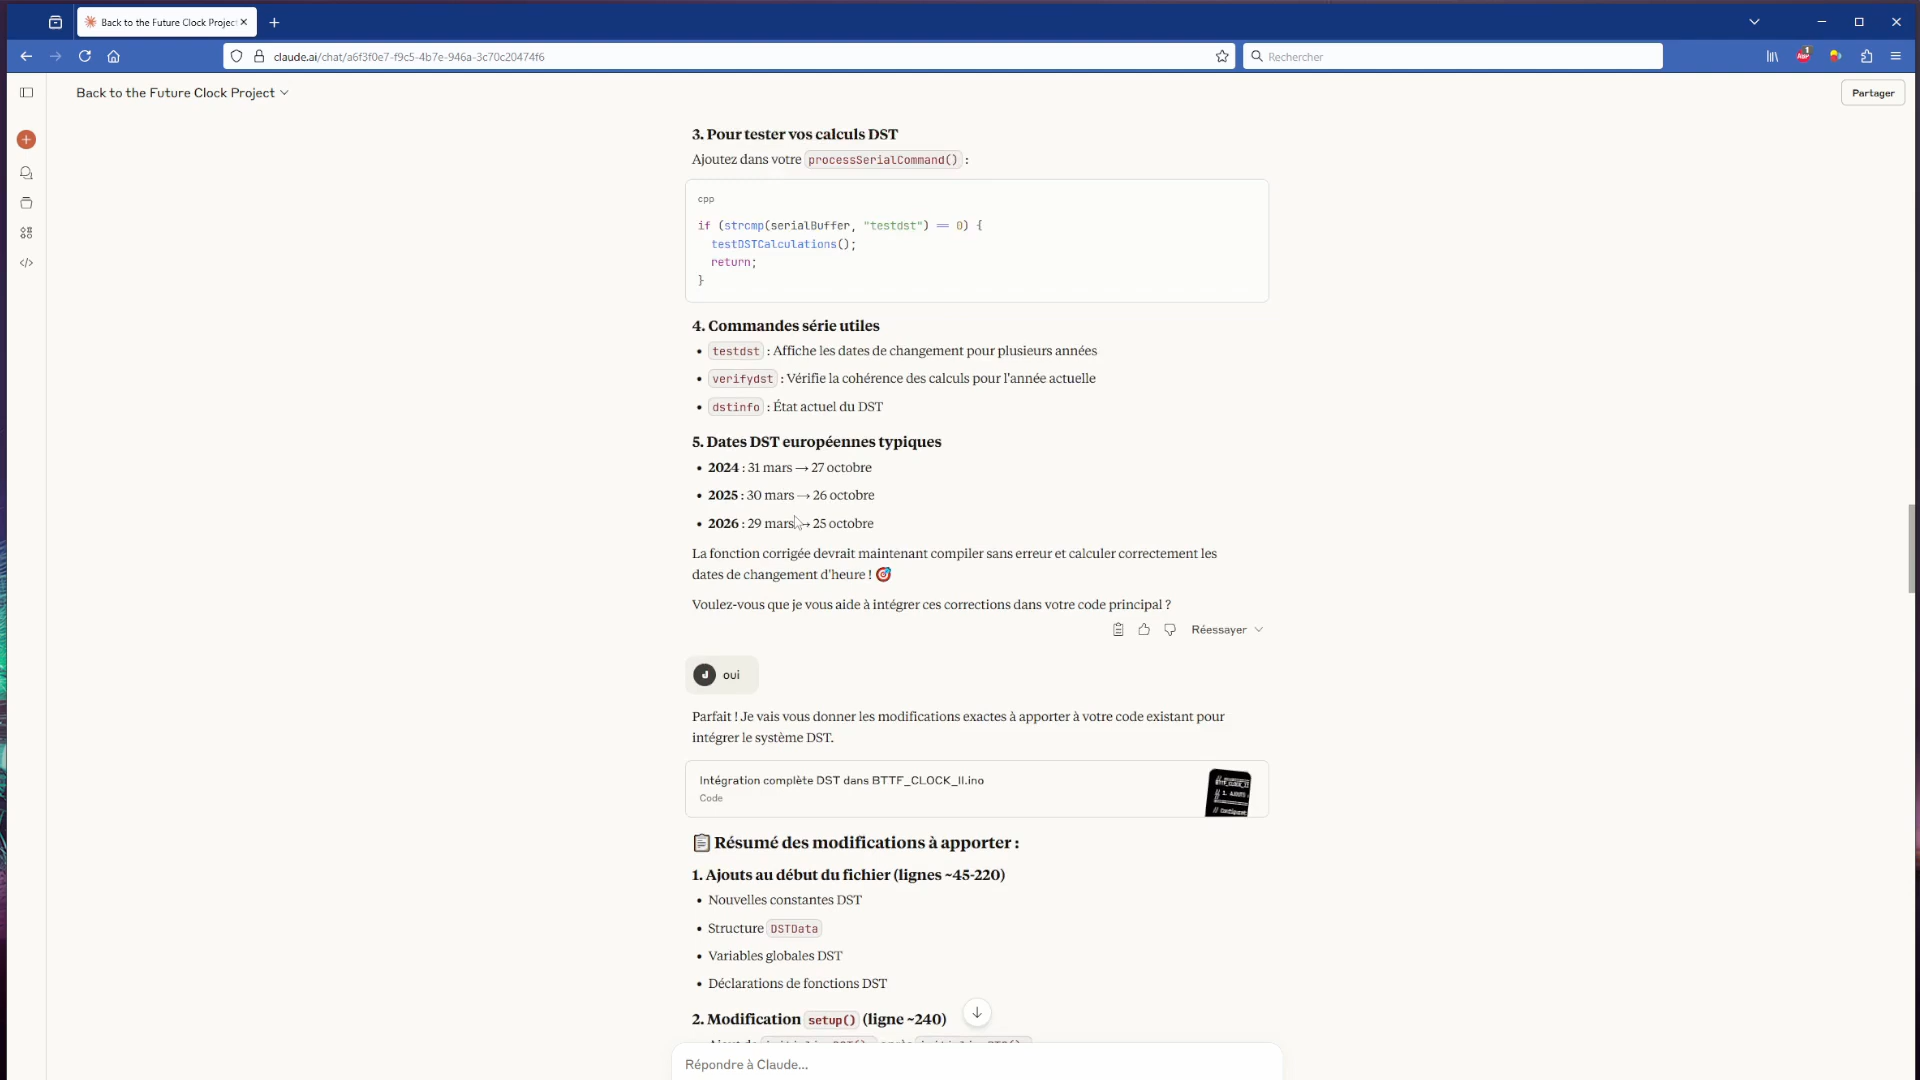 Back to the Future Clock Projec
claude.ai/chat/a6f3f0e7-f9c5-4b7e-946a-3c70c20474f6
Rechercher
Back to the Future Clock Project
Partager
3. Pour tester vos calculs DST
Ajoutez dans votre processSerialCommand() :
cpp
if (strcmp(serialBuffer, "testdst") == 0) {
testDSTCalculations();
return;
}
4. Commandes série utiles
• testdst : Affiche les dates de changement pour plusieurs années
• verifydst : Vérifie la cohérence des calculs pour l'année actuelle
• dstinfo : État actuel du DST
5. Dates DST européennes typiques
• 2024 : 31 mars → 27 octobre
• 2025 : 30 mars → 26 octobre
• 2026 : 29 mars → 25 octobre
La fonction corrigée devrait maintenant compiler sans erreur et calculer correctement les
dates de changement d'heure ! 🎯
Voulez-vous que je vous aide à intégrer ces corrections dans votre code principal ?
Réessayer
J oui
Parfait ! Je vais vous donner les modifications exactes à apporter à votre code existant pour
intégrer le système DST.
Intégration complète DST dans BTTF_CLOCK_II.ino
Code
📋 Résumé des modifications à apporter :
1. Ajouts au début du fichier (lignes ~45-220)
• Nouvelles constantes DST
• Structure DSTData
• Variables globales DST
• Déclarations de fonctions DST
2. Modification setup() (ligne ~240)
Répondre à Claude...